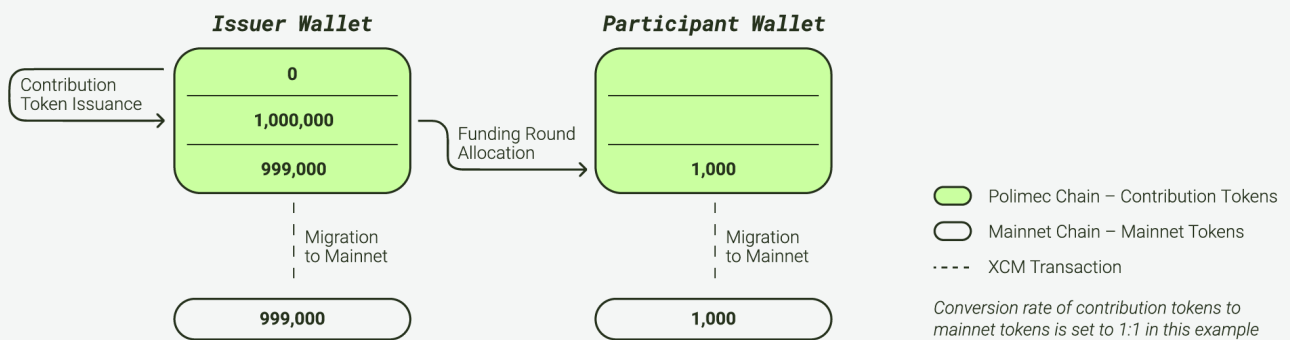 Issuer Wallet
Participant Wallet
Contribution
Token Issuance
0
1,000,000
999,000
Funding Round
Allocation
1,000
Migration
to Mainnet
Migration
to Mainnet
999,000
1,000
Polimec Chain – Contribution Tokens
Mainnet Chain – Mainnet Tokens
XCM Transaction
Conversion rate of contribution tokens to
mainnet tokens is set to 1:1 in this example